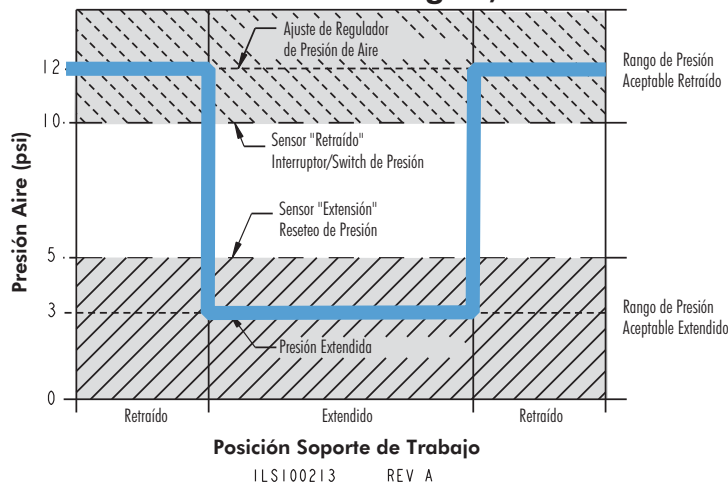 Ajuste de Regulador
de Presión de Aire
12
Rango de Presión
Aceptable Retraído
10
Sensor "Retraído"
Interruptor/Switch de Presión
Presión Aire (psi)
Sensor "Extensión"
Reseteo de Presión
5
3
Rango de Presión
Aceptable Extendido
Presión Extendida
0
Retraído
Extendido
Retraído
Posición Soporte de Trabajo
ILS100213 REV A